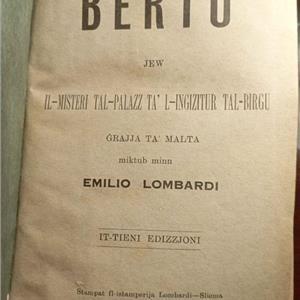 BERTU
JEW
IL-MISTERI TAL-PALAZZ TA' L-INGIZITUR TAL-BIRGU
ĠRAJJA TA' MALTA
miktub minn
EMILIO LOMBARDI
IT-TIENI EDIZZJONI
Stampat fl-istamperija Lombardi—Sliema